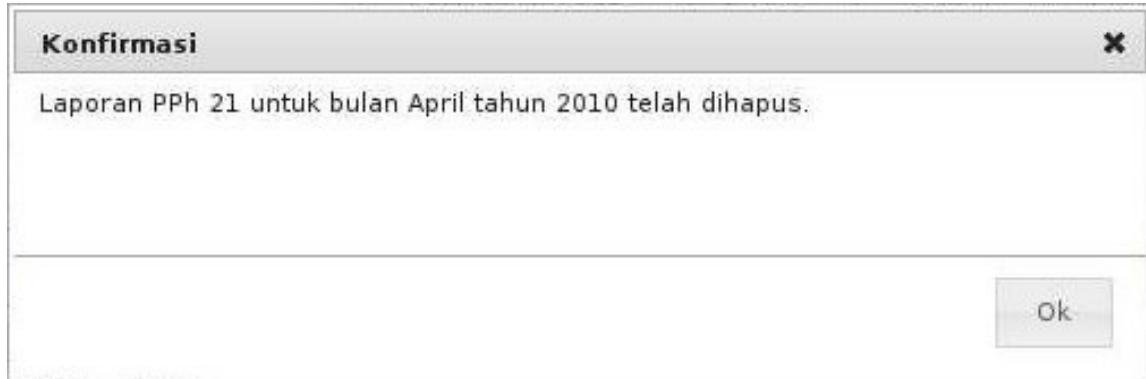 Konfirmasi
Laporan PPh 21 untuk bulan April tahun 2010 telah dihapus.
Ok